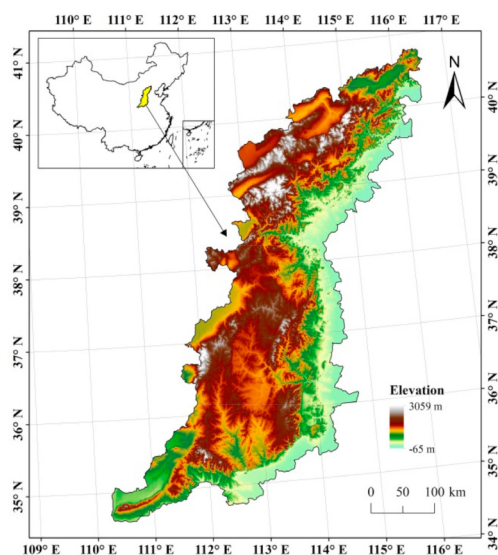 110° E 111° E 112° E 113° E 114° E 115° E 116° E 117° E
41° N
40° N
39° N
38° N
37° N
36° N
35° N
N
40° N
39° N
38° N
37° N
36° N
35° N
34° N
Elevation
3059 m
-65 m
0 50 100 km
109° E 110° E 111° E 112° E 113° E 114° E 115° E 116° E